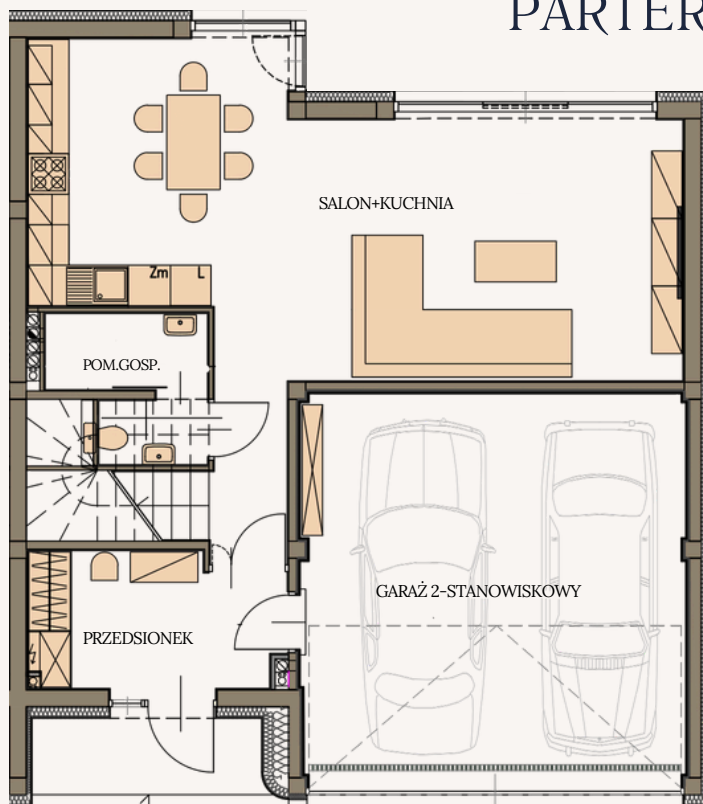 PARTER
SALON+KUCHNIA
Zm L
POM.GOSP.
GARAŻ 2-STANOWISKOWY
PRZEDSIONEK